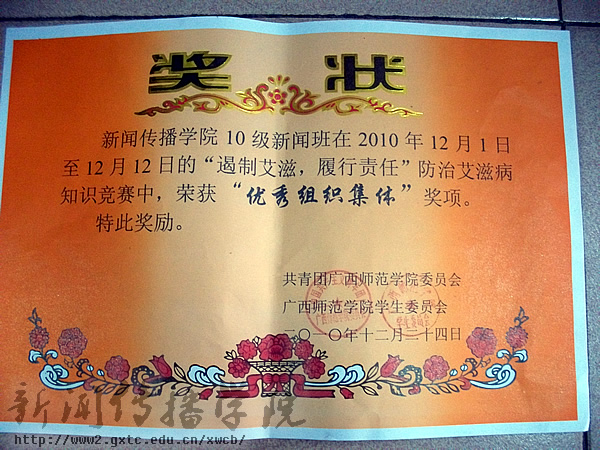 奖 状
新闻传播学院 10 级新闻班在 2010 年 12 月 1 日
至 12 月 12 日的“遏制艾滋，履行责任”防治艾滋病
知识竞赛中，荣获“优秀组织集体”奖项。
特此奖励。
共青团广西师范学院委员会
广西师范学院学生委员会
二〇一〇年十二月二十四日
新闻传播学院
http://www2.gxtc.edu.cn/xwcb/